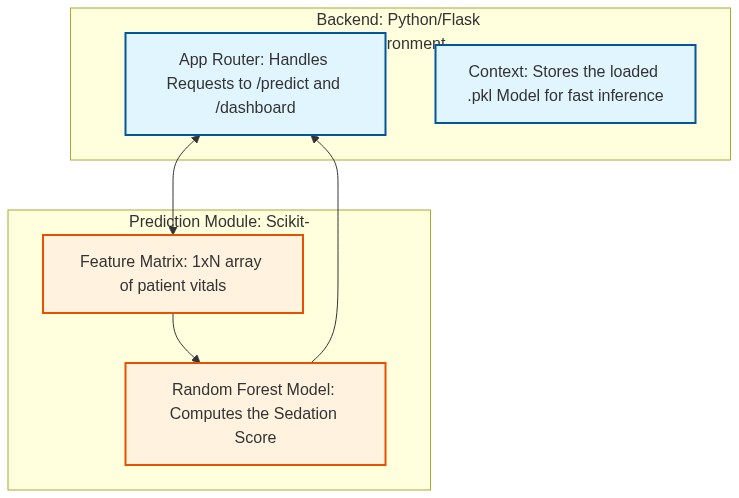 Backend: Python/Flask
ronment
App Router: Handles
Requests to /predict and
/dashboard
Context: Stores the loaded
.pkl Model for fast inference
Prediction Module: Scikit-
Feature Matrix: 1xN array
of patient vitals
Random Forest Model:
Computes the Sedation
Score